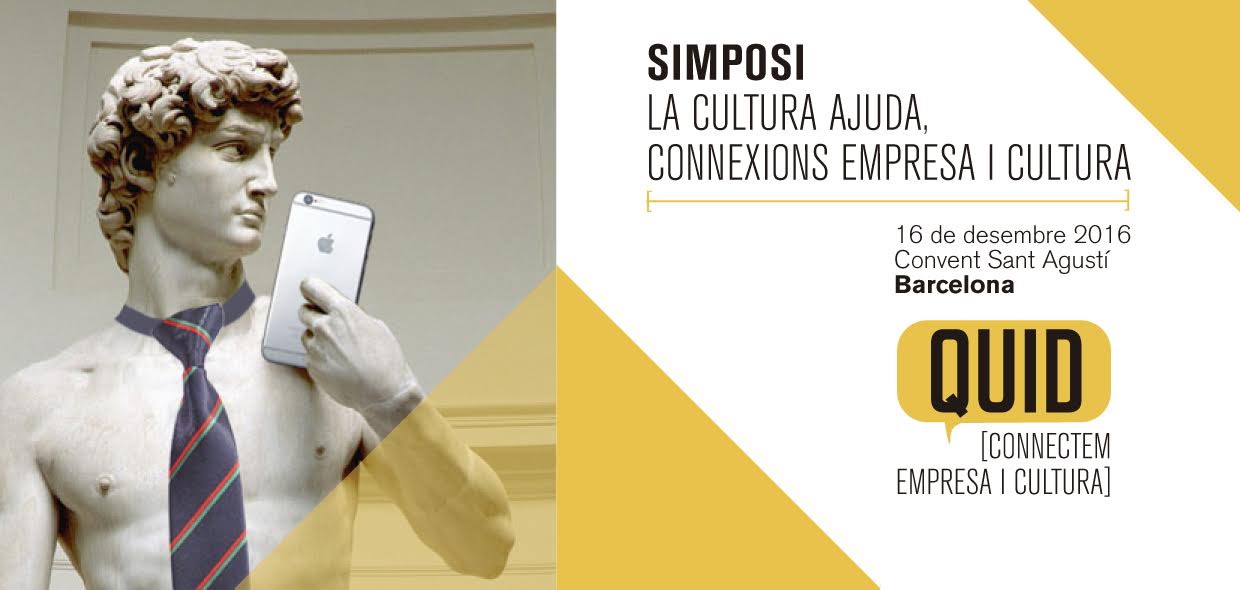 SIMPOSI
LA CULTURA AJUDA,
CONNEXIONS EMPRESA I CULTURA
16 de desembre 2016
Convent Sant Agustí
Barcelona
QUID
[CONNECTEM
EMPRESA I CULTURA]